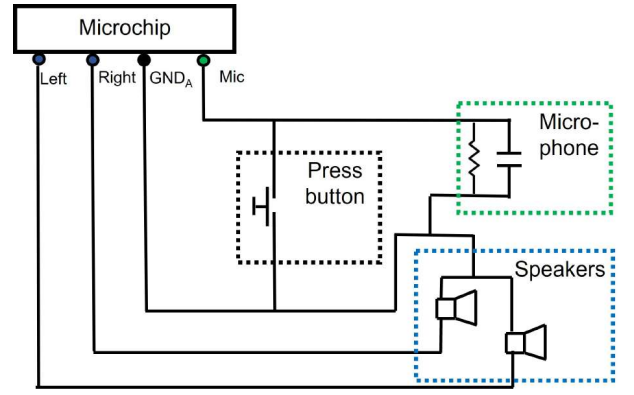 Microchip
Left
Right
GNDA
Mic
Micro-
phone
Press
button
Speakers